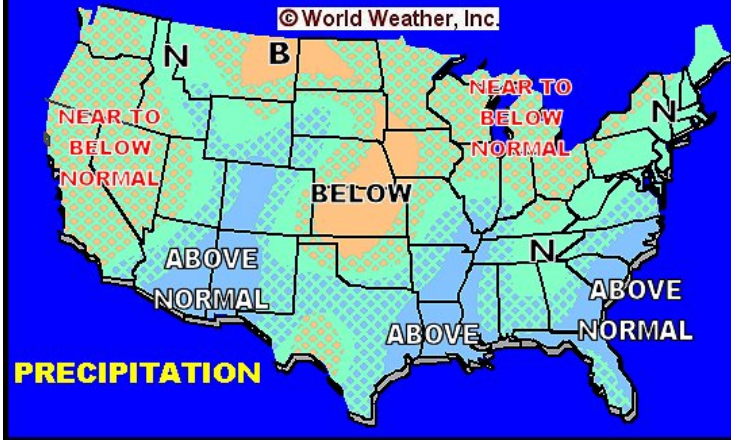 © World Weather, Inc.
N
B
NEAR TO
BELOW
NORMAL
NEAR TO
BELOW
NORMAL
N
BELOW
N
ABOVE
NORMAL
ABOVE
ABOVE
NORMAL
PRECIPITATION